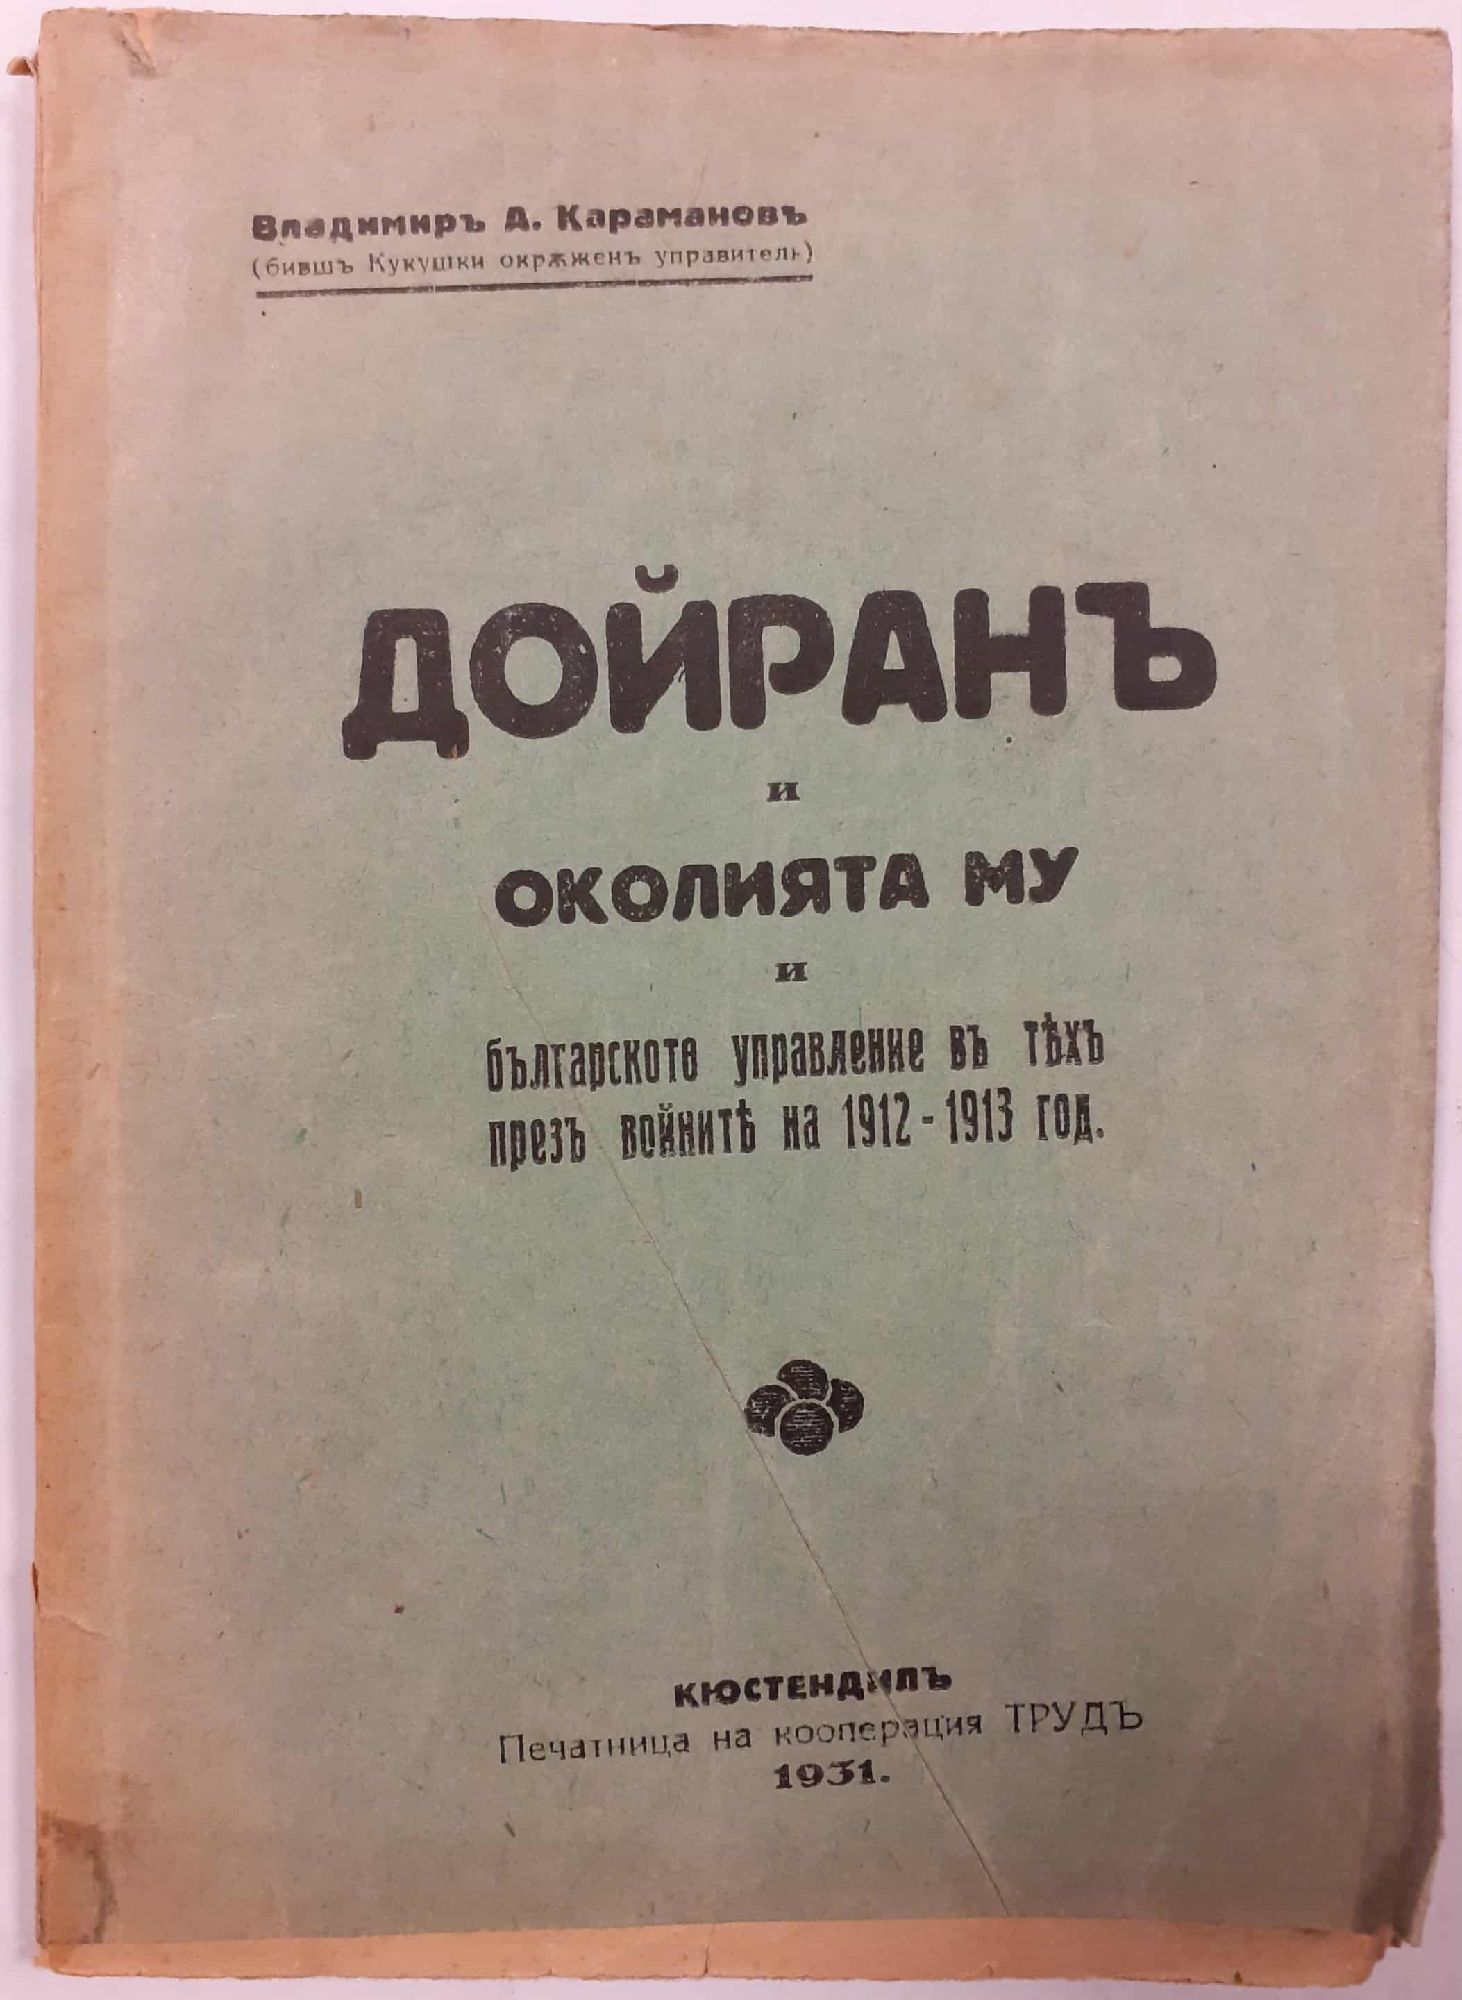 Владимиръ А. Карамановъ
(бившъ Кукушки окрѫженъ управитель)
ДОЙРАНЪ
и
ОКОЛИЯТА МУ
и
българското управление въ тѣхъ
презъ войнитѣ на 1912 - 1913 год.
КЮСТЕНДИЛЪ
Печатница на кооперация ТРУДЪ
1931.